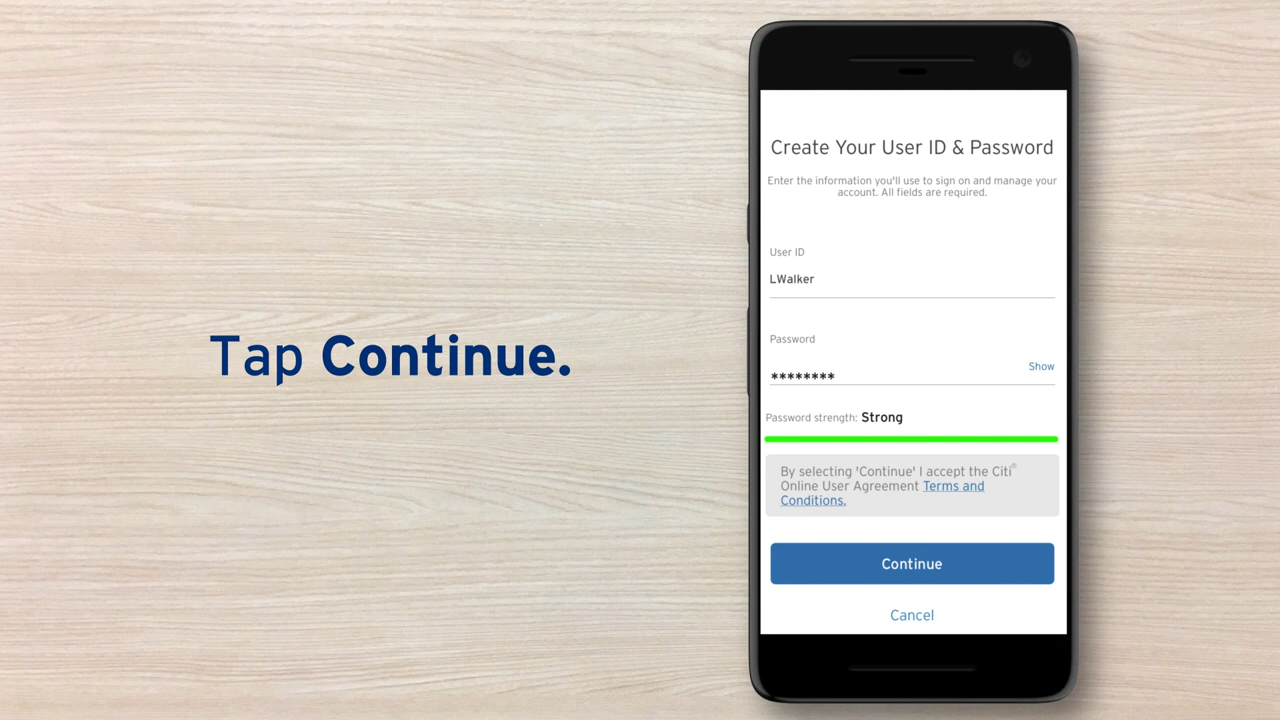 Tap Continue.
Create Your User ID & Password
Enter the information you'll use to sign on and manage your
account. All fields are required.
User ID
LWalker
Password
********
Show
Password strength: Strong
By selecting 'Continue' I accept the Citi®
Online User Agreement Terms and
Conditions.
Continue
Cancel